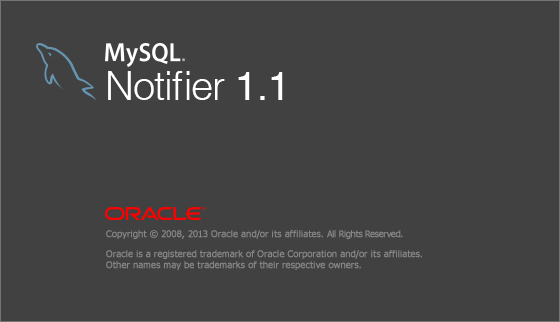 MySQL®
Notifier 1.1
ORACLE®
Copyright © 2008, 2013 Oracle and/or its affiliates. All Rights Reserved.
Oracle is a registered trademark of Oracle Corporation and/or its affiliates.
Other names may be trademarks of their respective owners.